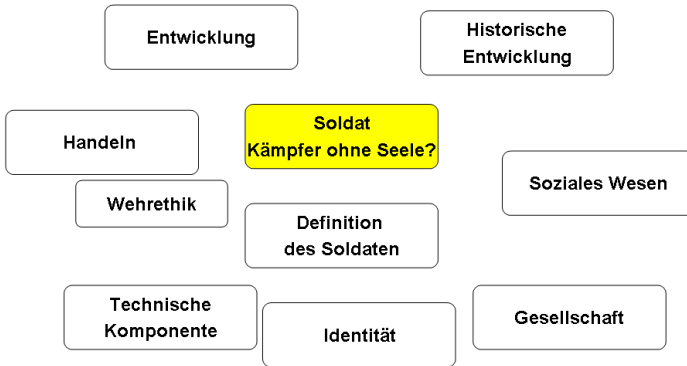 Entwicklung
Historische
Entwicklung
Soldat
Kämpfer ohne Seele?
Handeln
Soziales Wesen
Wehrethik
Definition
des Soldaten
Technische
Komponente
Identität
Gesellschaft